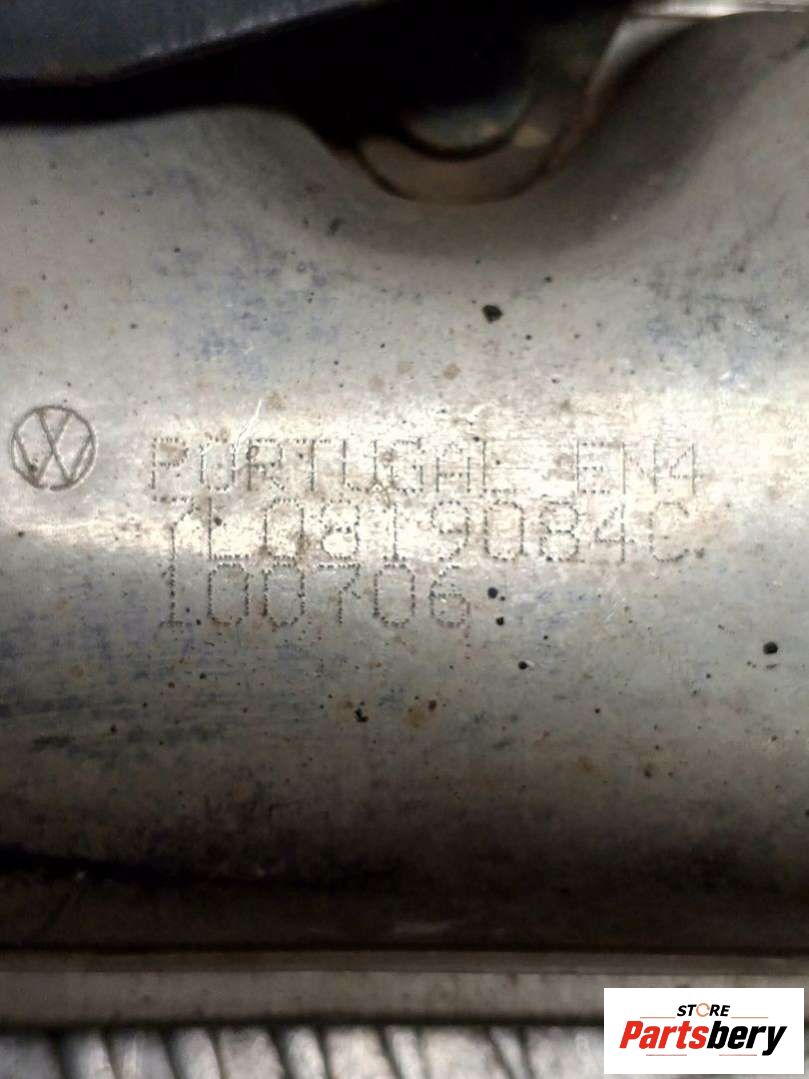 PORTUGAL EN4
7L0819084C
100706
STORE
Partsbery